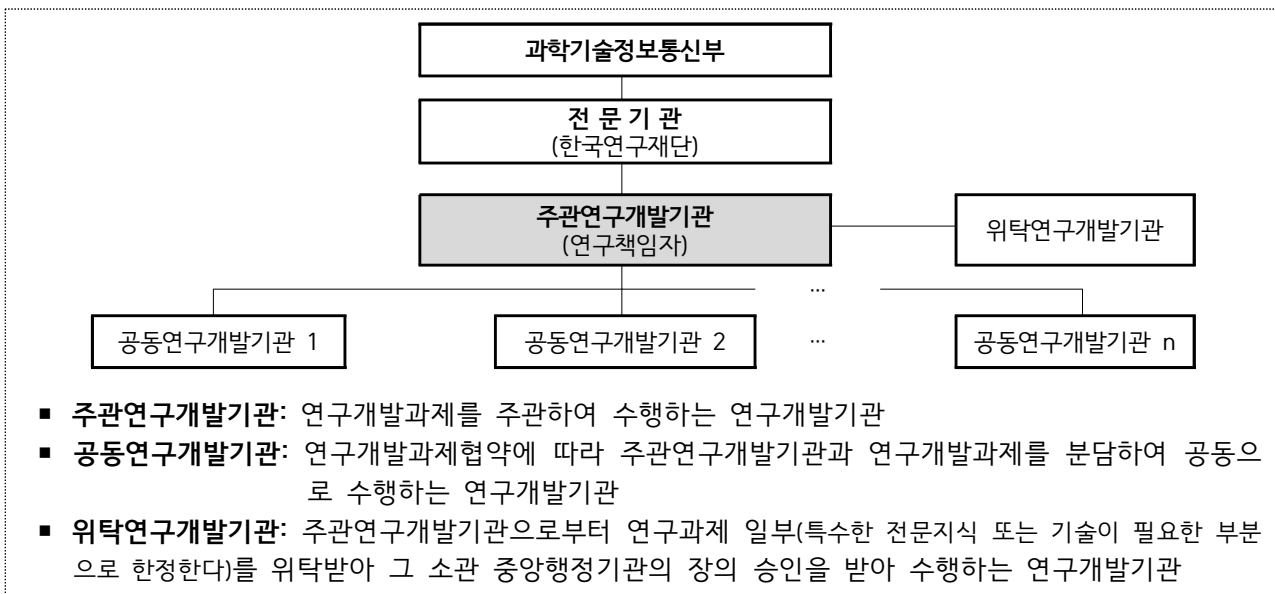 과학기술정보통신부
전 문 기 관
(한국연구재단)
주관연구개발기관
(연구책임자)
위탁연구개발기관
...
공동연구개발기관 1
공동연구개발기관 2
...
공동연구개발기관 n
▪ 주관연구개발기관: 연구개발과제를 주관하여 수행하는 연구개발기관
▪ 공동연구개발기관: 연구개발과제협약에 따라 주관연구개발기관과 연구개발과제를 분담하여 공동으
로 수행하는 연구개발기관
▪ 위탁연구개발기관: 주관연구개발기관으로부터 연구과제 일부(특수한 전문지식 또는 기술이 필요한 부분
으로 한정한다)를 위탁받아 그 소관 중앙행정기관의 장의 승인을 받아 수행하는 연구개발기관